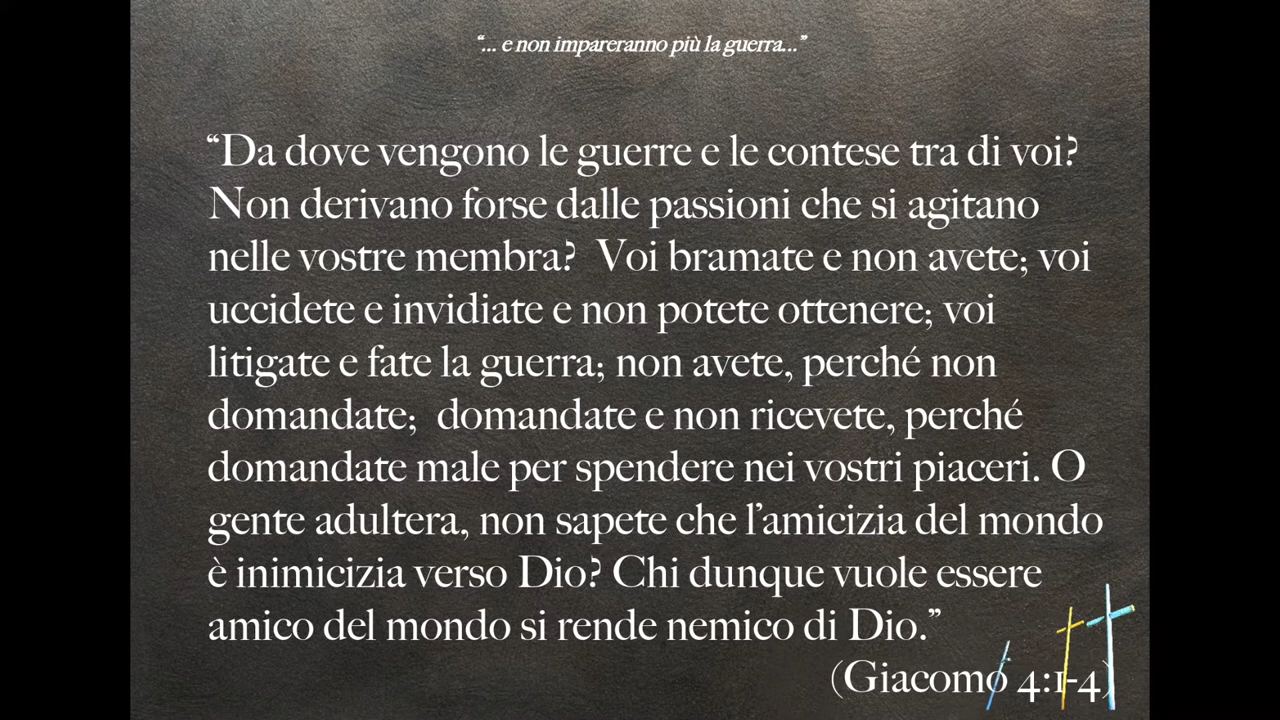 “... e non impareranno più la guerra...”
“Da dove vengono le guerre e le contese tra di voi?
Non derivano forse dalle passioni che si agitano
nelle vostre membra? Voi bramate e non avete; voi
uccidete e invidiate e non potete ottenere; voi
litigate e fate la guerra; non avete, perché non
domandate; domandate e non ricevete, perché
domandate male per spendere nei vostri piaceri. O
gente adultera, non sapete che l’amicizia del mondo
è inimicizia verso Dio? Chi dunque vuole essere
amico del mondo si rende nemico di Dio.”
(Giacomo 4:1-4)